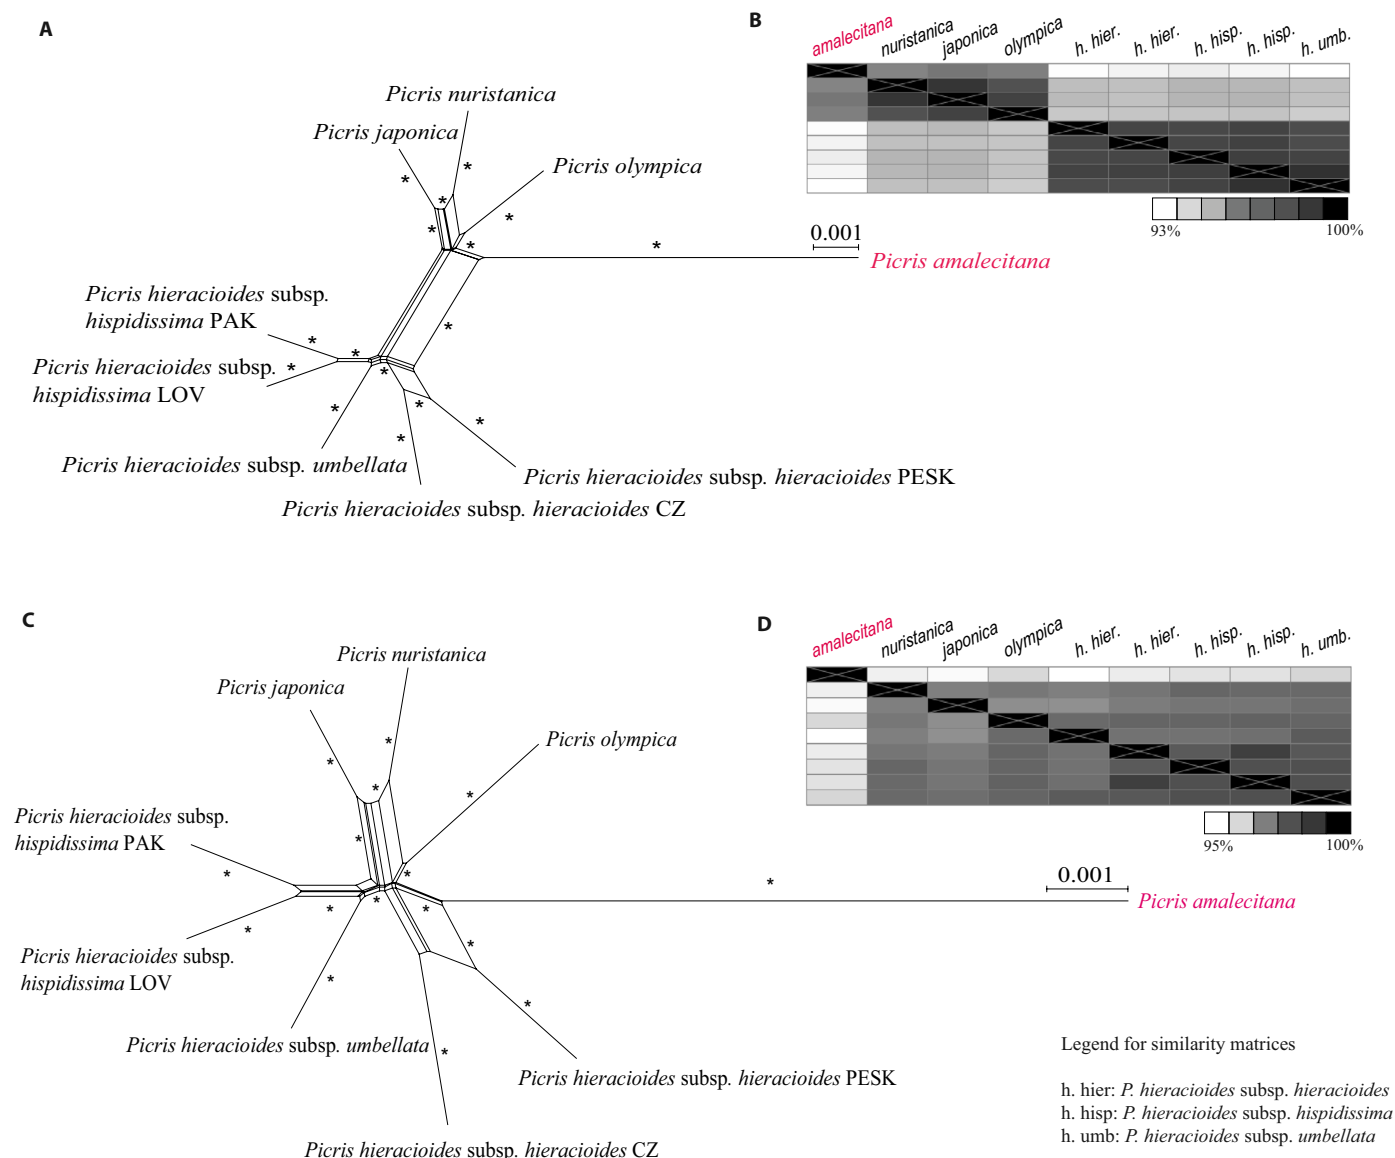 A
Picris nuristanica
Picris japonica
Picris olympica
*
*
*
*
*
*
*
0.001
Picris amalecitana
Picris hieracioides subsp.
hispidissima PAK
*
*
*
*
Picris hieracioides subsp.
hispidissima LOV
*
*
*
*
*
Picris hieracioides subsp. umbellata
Picris hieracioides subsp. hieracioides PESK
Picris hieracioides subsp. hieracioides CZ
B
amalecitana
nuristanica
japonica
olympica
h. hier.
h. hier.
h. hisp.
h. hisp.
h. umb.
93%
100%
C
Picris nuristanica
Picris japonica
Picris olympica
*
*
*
*
*
Picris hieracioides subsp.
hispidissima PAK
*
*
*
0.001
Picris amalecitana
*
*
*
*
*
Picris hieracioides subsp.
hispidissima LOV
*
*
Picris hieracioides subsp. umbellata
*
Picris hieracioides subsp. hieracioides PESK
Picris hieracioides subsp. hieracioides CZ
D
amalecitana
nuristanica
japonica
olympica
h. hier.
h. hier.
h. hisp.
h. hisp.
h. umb.
95%
100%
Legend for similarity matrices
h. hier: P. hieracioides subsp. hieracioides
h. hisp: P. hieracioides subsp. hispidissima
h. umb: P. hieracioides subsp. umbellata